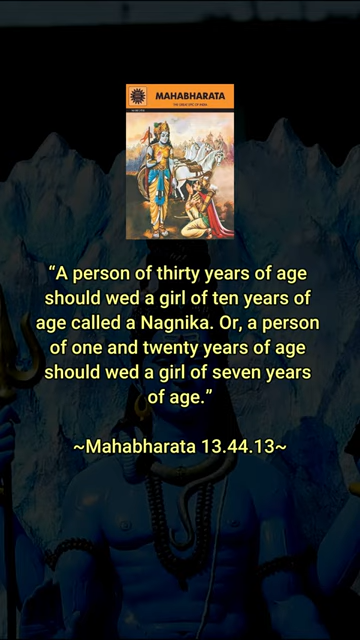 MAHABHARATA
“A person of thirty years of age
should wed a girl of ten years of
age called a Nagnika. Or, a person
of one and twenty years of age
should wed a girl of seven years
of age.”
~Mahabharata 13.44.13~